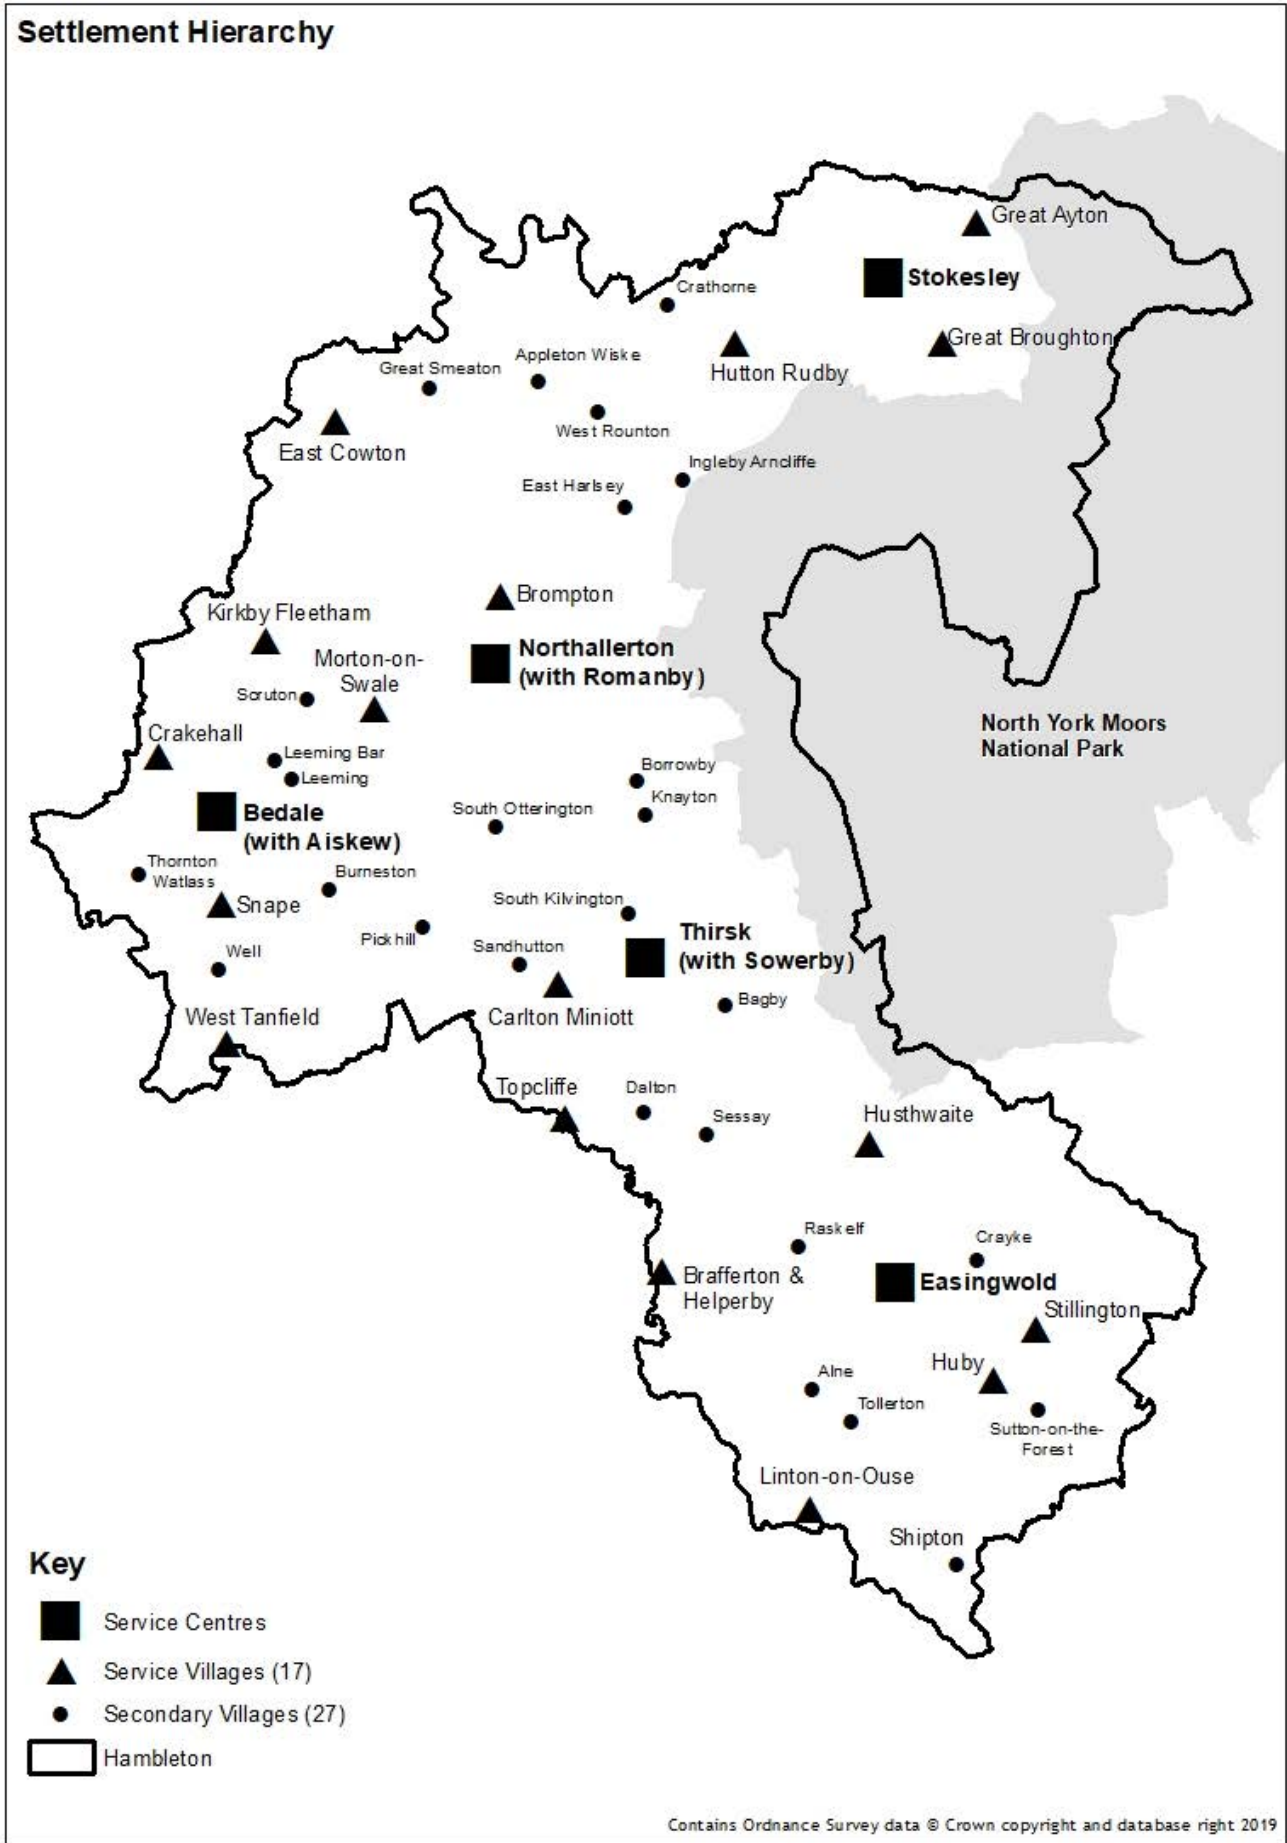 Settlement Hierarchy
Great Ayton
Stokesley
Crathorne
Great Broughton
Hutton Rudby
Appleton Wiske
Great Smeaton
West Rounton
East Cowton
Ingleby Arncliffe
East Harlsey
Brompton
Kirkby Fleetham
Northallerton
(with Romanby)
Morton-on-
Swale
Scruton
North York Moors
National Park
Crakehall
Leeming Bar
Leeming
Borrowby
Knayton
South Otterington
Bedale
(with Aiskew)
Thornton
Watlass
Burneston
Snape
South Kilvington
Pickhill
Thirsk
(with Sowerby)
Sandhutton
Well
Bagby
West Tanfield
Carlton Miniott
Topcliffe
Dalton
Sessay
Husthwaite
Raskelf
Crayke
Brafferton &
Helperby
Easingwold
Stillington
Huby
Alne
Tollerton
Sutton-on-the-
Forest
Linton-on-Ouse
Shipton
Key
Service Centres
Service Villages (17)
Secondary Villages (27)
Hambleton
Contains Ordnance Survey data © Crown copyright and database right 2019